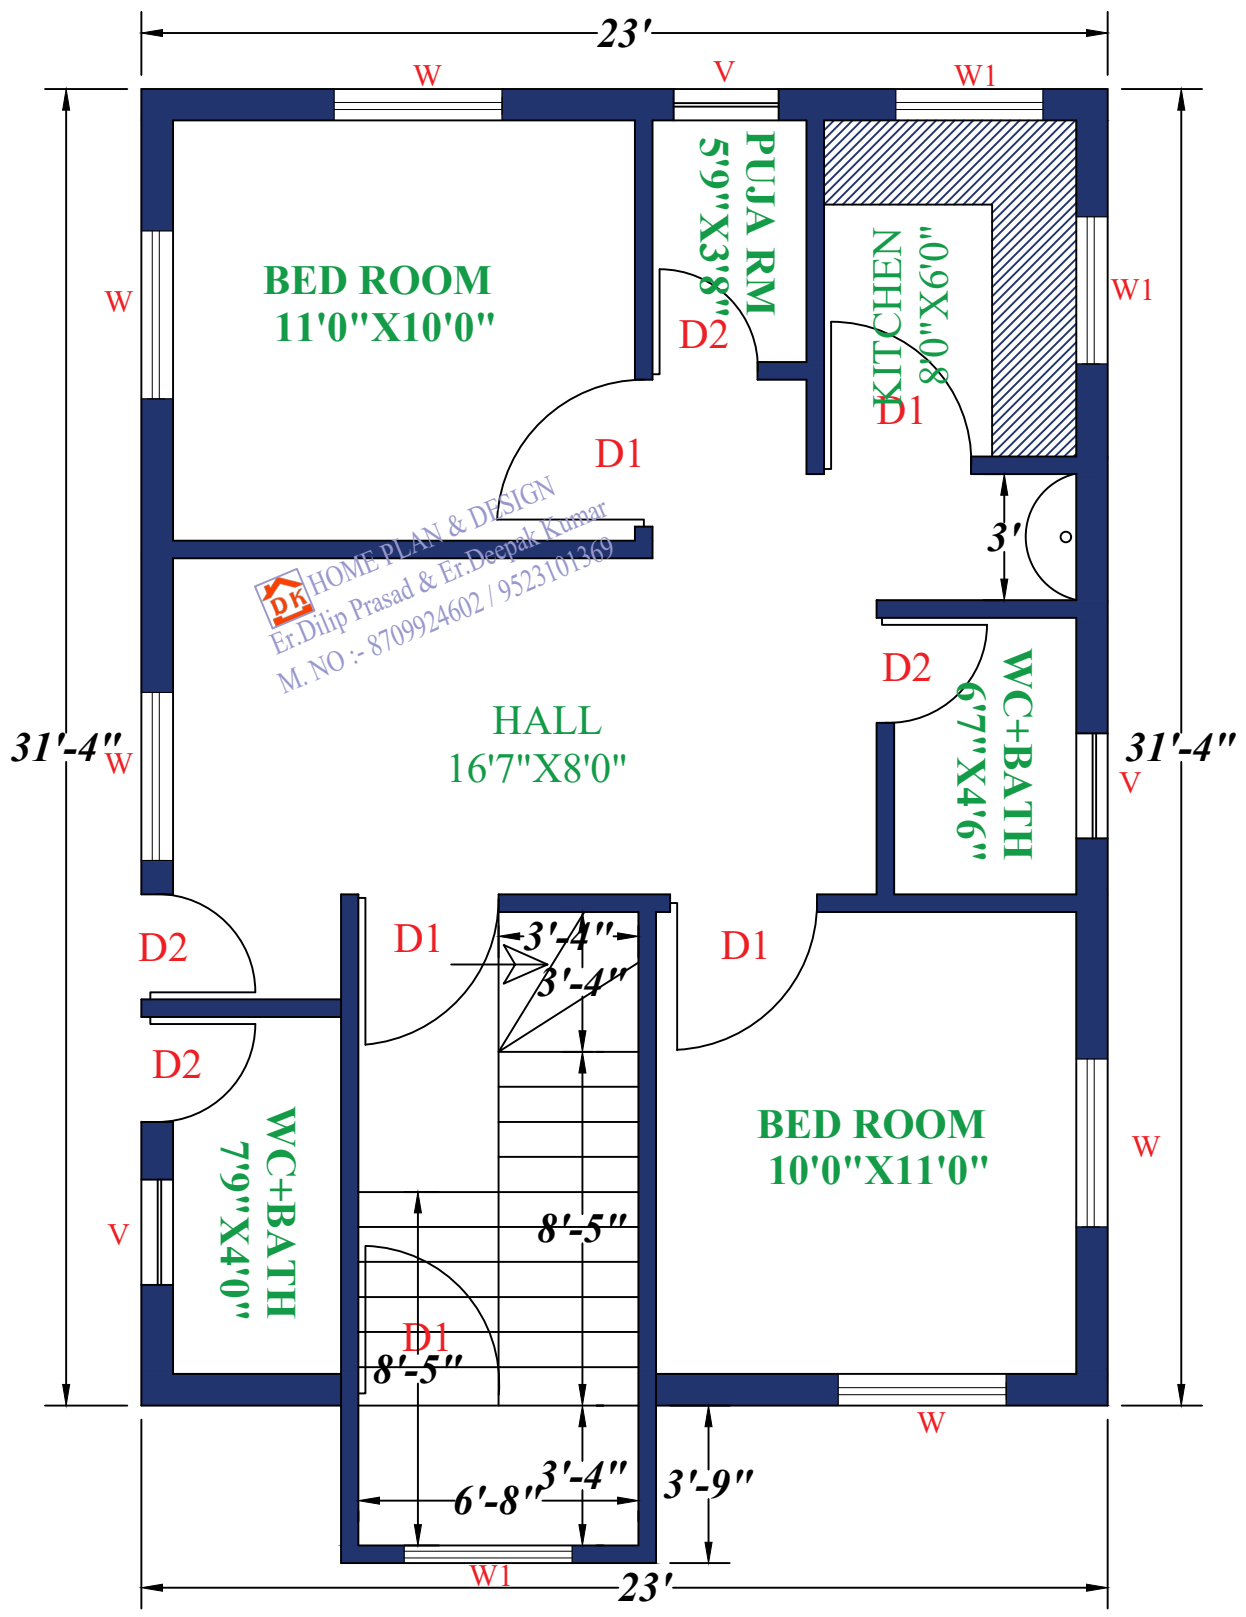 23'
W
V
W1
PUJA RM
5'9"X3'8"
BED ROOM
11'0"X10'0"
KITCHEN
8'0"X6'0"
W
W1
D2
D1
D1
HOME PLAN & DESIGN
Er.Dilip Prasad & Er.Deepak Kumar
M. NO :- 8709924602 / 9523101369
DK
3'
D2
WC+BATH
6'7"X4'6"
HALL
16'7"X8'0"
31'-4"
W
31'-4"
V
D2
D1
3'-4"
3'-4"
D1
D2
WC+BATH
7'9"X4'0"
BED ROOM
10'0"X11'0"
W
V
8'-5"
D1
8'-5"
W
3'-4"
6'-8"
3'-9"
W1
23'